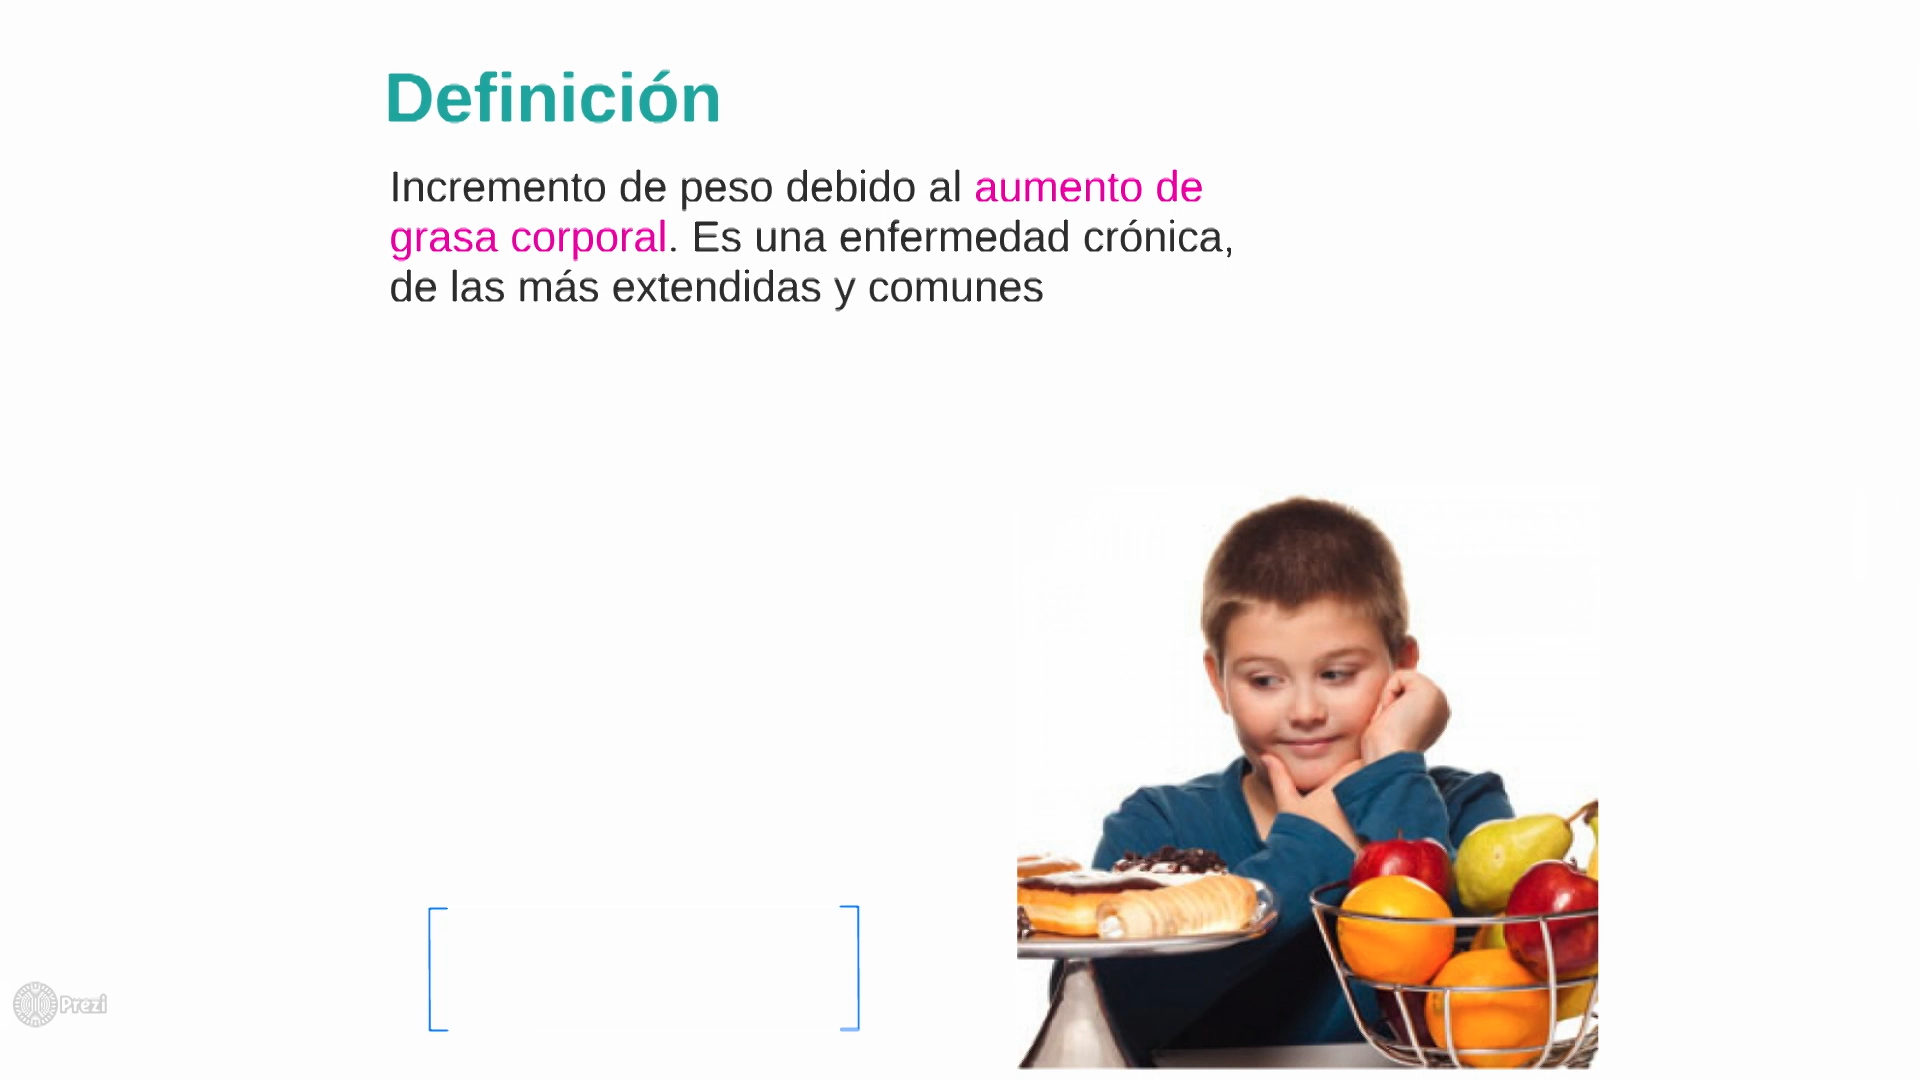 Definición
Incremento de peso debido al aumento de
grasa corporal. Es una enfermedad crónica,
de las más extendidas y comunes
Prezi